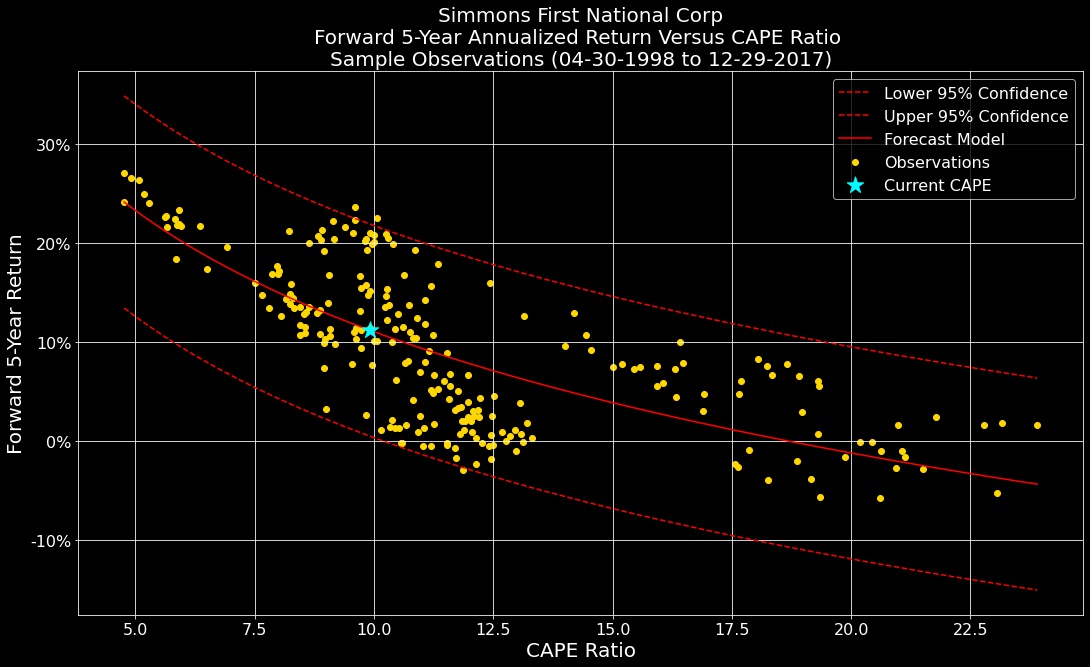 Simmons First National Corp
Forward 5-Year Annualized Return Versus CAPE Ratio
Sample Observations (04-30-1998 to 12-29-2017)
Lower 95% Confidence
Upper 95% Confidence
Forecast Model
Observations
Current CAPE
30%
20%
10%
0%
-10%
Forward 5-Year Return
5.0 7.5 10.0 12.5 15.0 17.5 20.0 22.5
CAPE Ratio